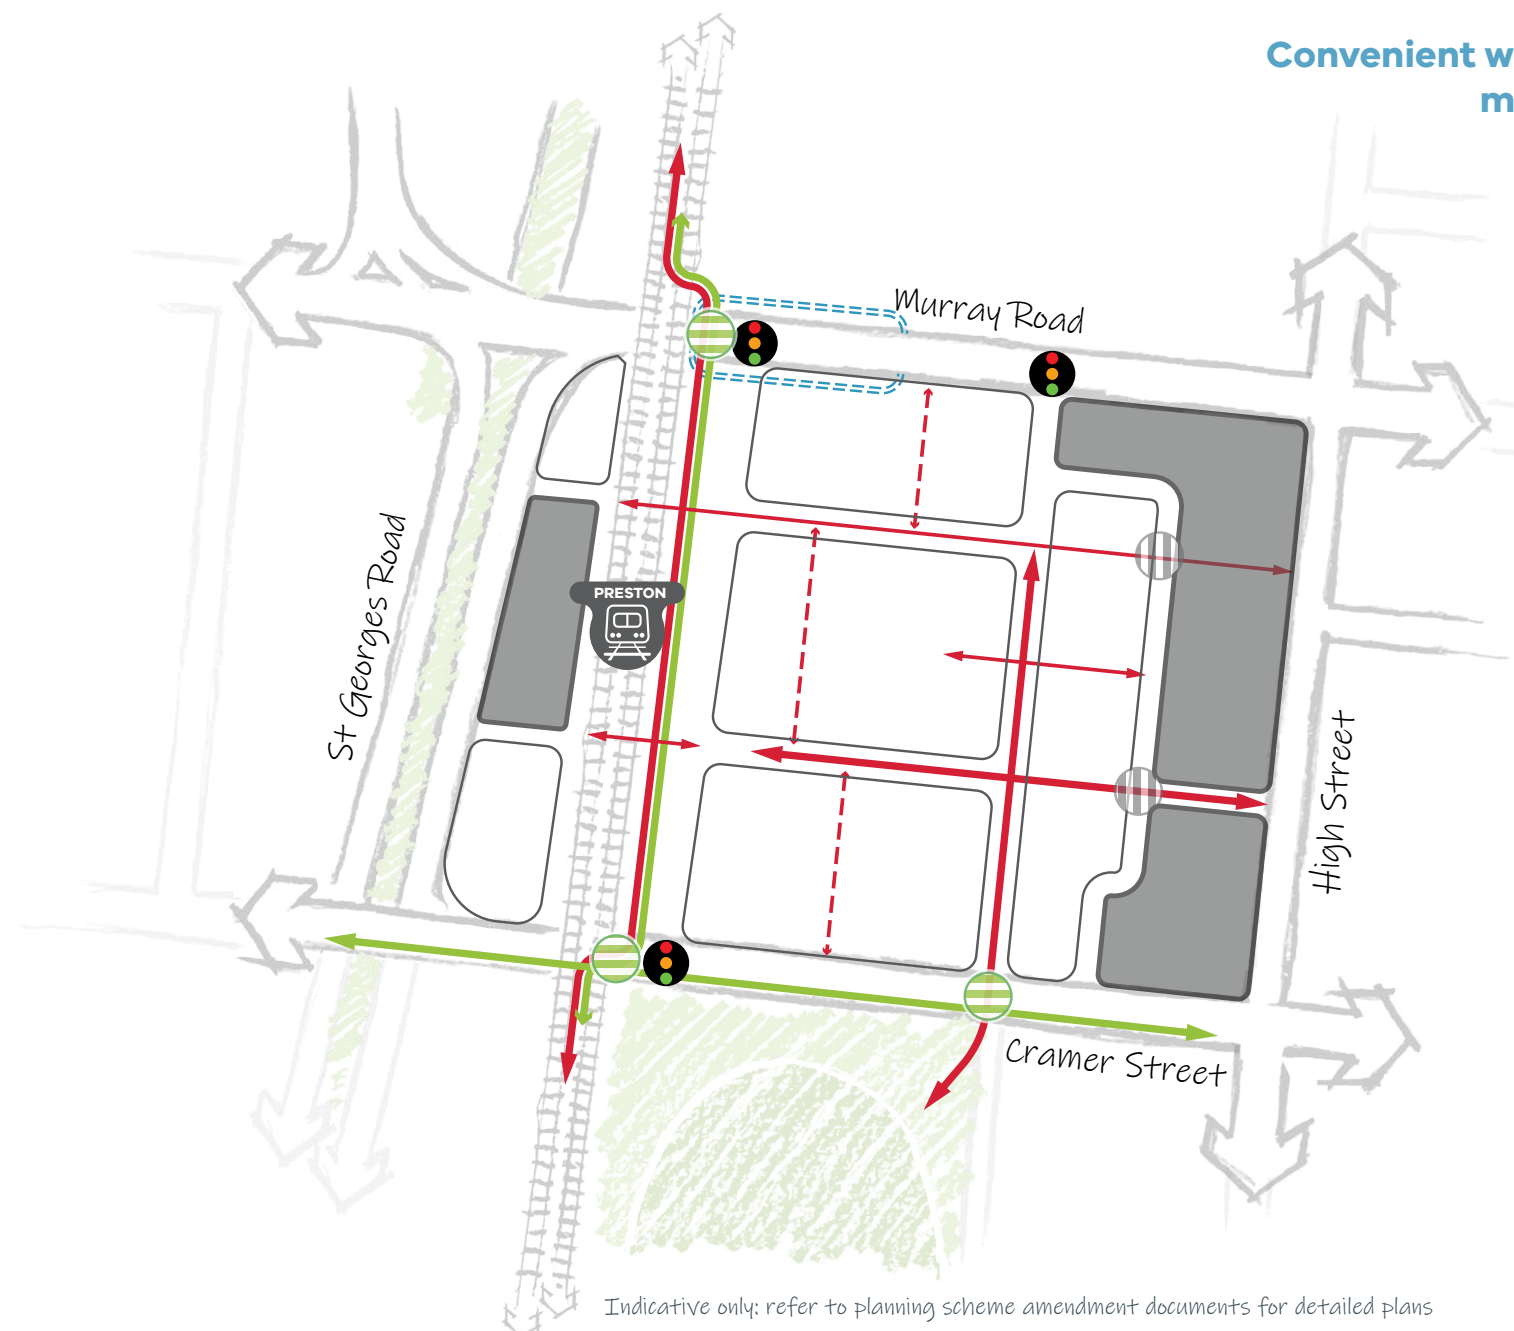 Convenient w
m
Murray Road
St Georges Road
PRESTON
High Street
Cramer Street
Indicative only: refer to planning scheme amendment documents for detailed plans